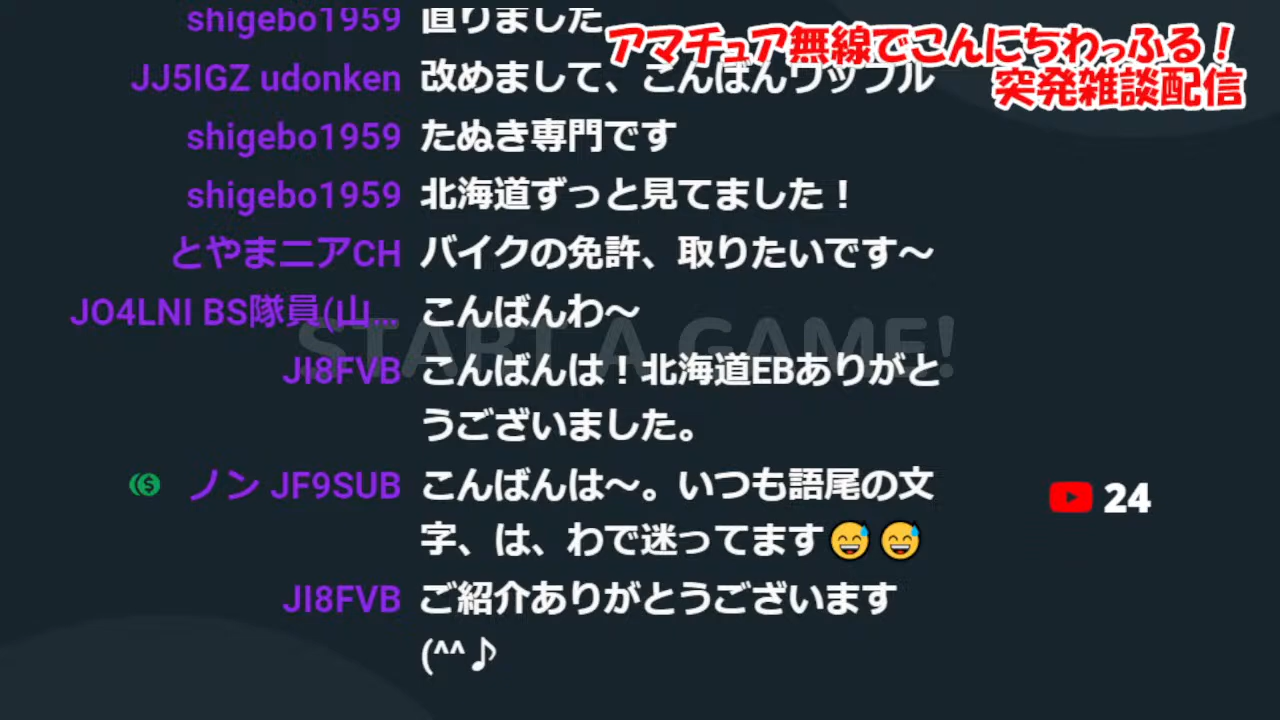 shigebo1959 直りました
アマチュア無線でこんにちわっふる！
JJ5IGZ udonken 改めまして、こんばんワッフル
突発雑談配信
shigebo1959 たぬき専門です
shigebo1959 北海道ずっと見てました！
とやまニアCH バイクの免許、取りたいです〜
JO4LNI BS隊員(山... こんばんわ〜
START A GAME!
JI8FVB こんばんは！北海道EBありがと
うございました。
ノン JF9SUB こんばんは〜。いつも語尾の文
字、は、わで迷ってます😅😅
24
JI8FVB ご紹介ありがとうございます
(^^♪